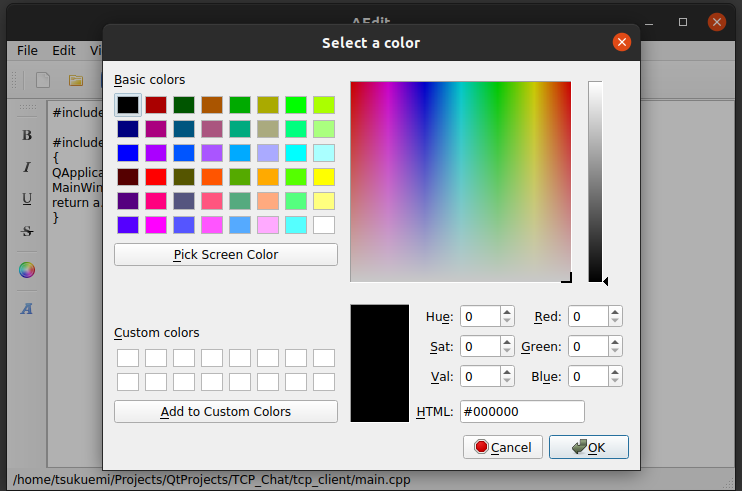 AEdit
Select a color
File Edit Vi
Basic colors
#include
B
#include
{
I
QApplica
MainWin
U
return a.
}
S
A
Pick Screen Color
Custom colors
Add to Custom Colors
Hue: 0 Red: 0
Sat: 0 Green: 0
Val: 0 Blue: 0
HTML: #000000
Cancel OK
/home/tsukuemi/Projects/QtProjects/TCP_Chat/tcp_client/main.cpp